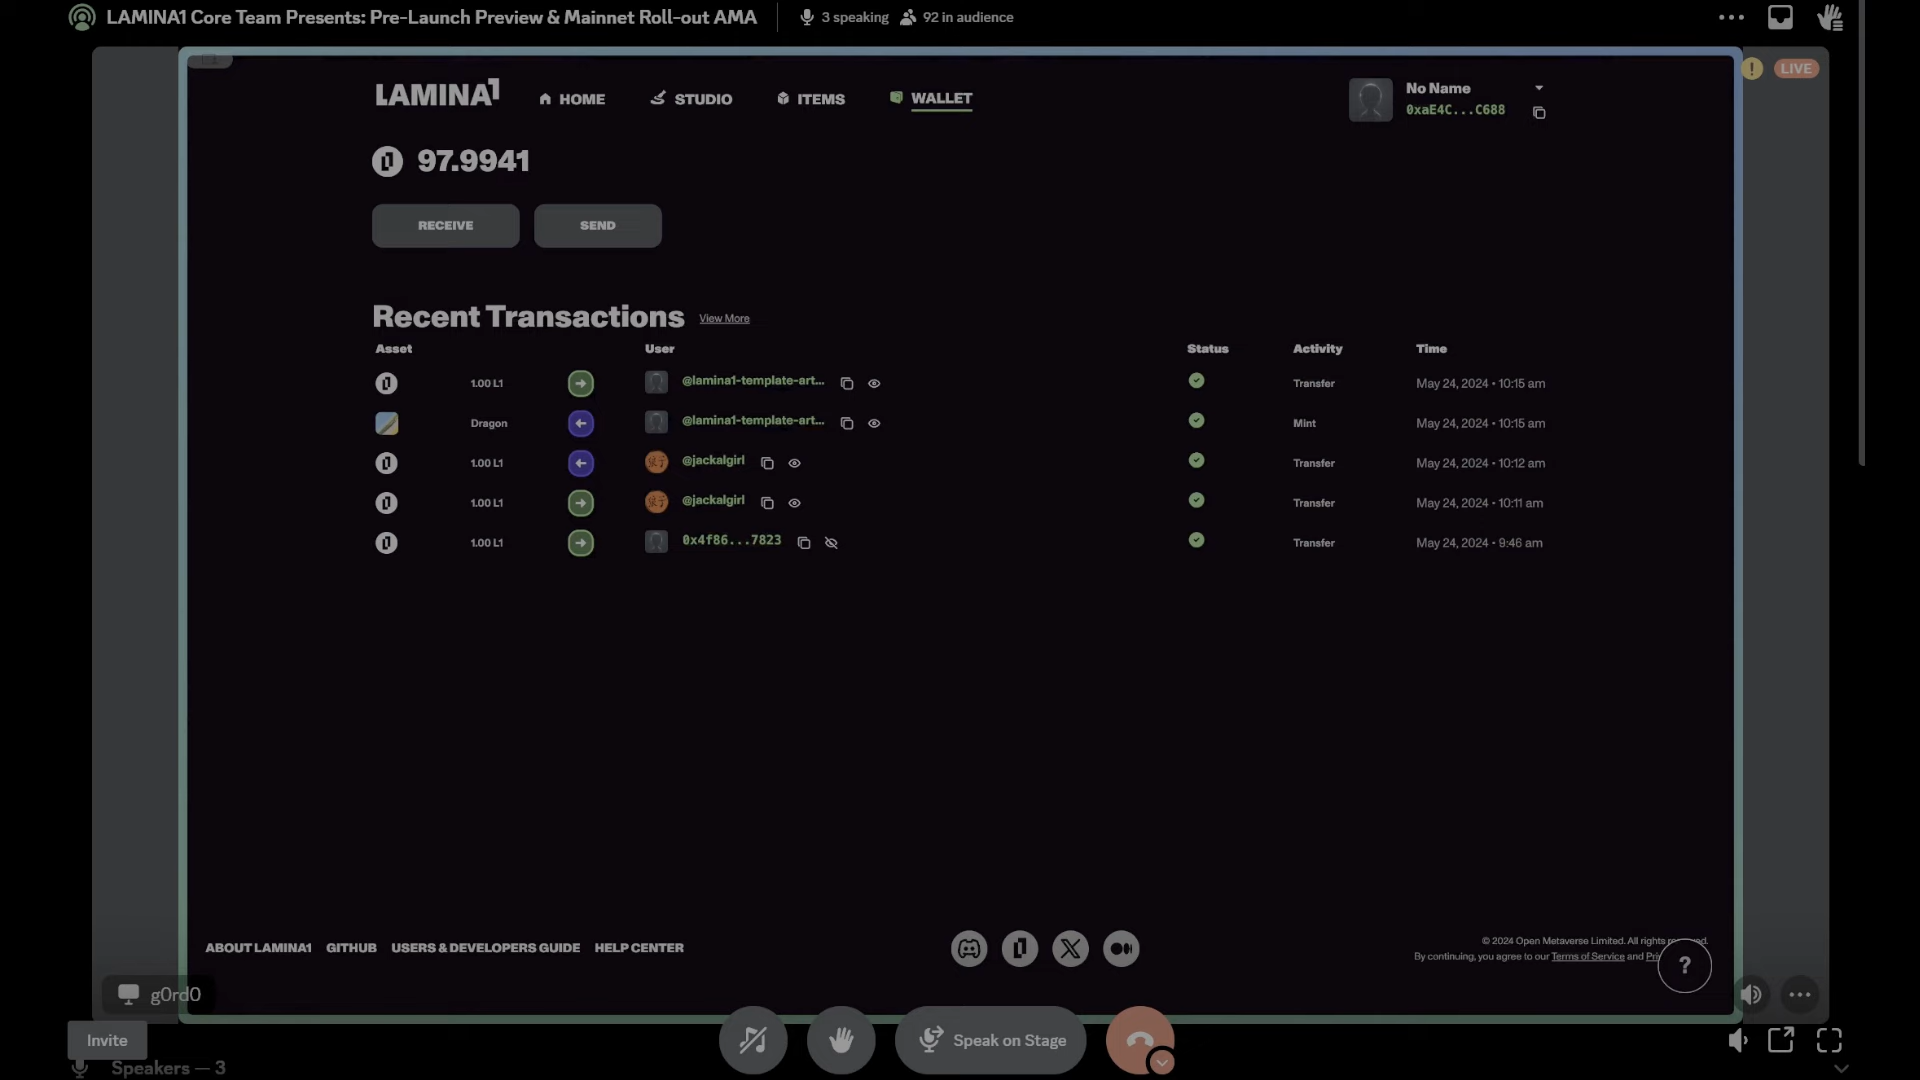 LAMINA1 Core Team Presents: Pre-Launch Preview & Mainnet Roll-out AMA 3 speaking 92 in audience
LIVE
LAMINA1 HOME STUDIO ITEMS WALLET No Name
0xaE4C...C688
97.9941
RECEIVE SEND
Recent Transactions View More
Asset User Status Activity Time
1.00 L1 @lamina1-template-art... Transfer May 24, 2024 • 10:15 am
Dragon @lamina1-template-art... Mint May 24, 2024 • 10:15 am
1.00 L1 @jackalgirl Transfer May 24, 2024 • 10:12 am
1.00 L1 @jackalgirl Transfer May 24, 2024 • 10:11 am
1.00 L1 0x4f86...7823 Transfer May 24, 2024 • 9:46 am
ABOUT LAMINA1 GITHUB USERS & DEVELOPERS GUIDE HELP CENTER
© 2024 Open Metaverse Limited. All rights
By continuing, you agree to our Terms of Service and
?
g0rd0
Invite
Speak on Stage
Speakers — 3